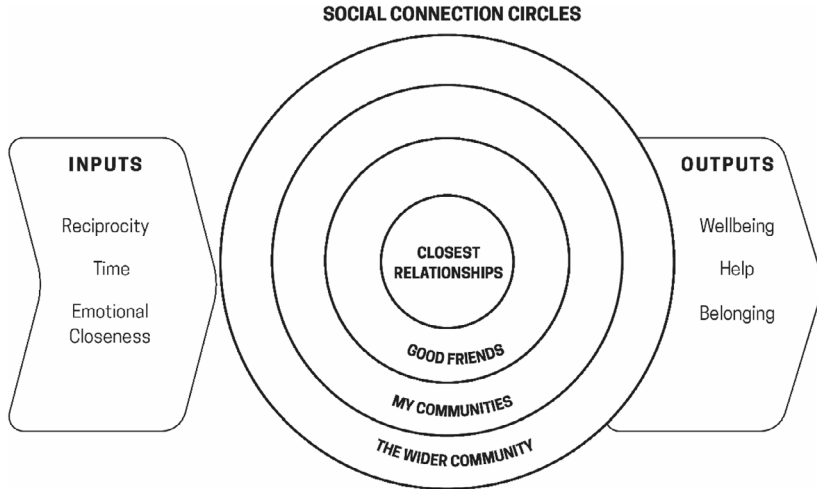 SOCIAL CONNECTION CIRCLES
INPUTS
Reciprocity
Time
Emotional
Closeness
CLOSEST
RELATIONSHIPS
GOOD FRIENDS
MY COMMUNITIES
THE WIDER COMMUNITY
OUTPUTS
Wellbeing
Help
Belonging